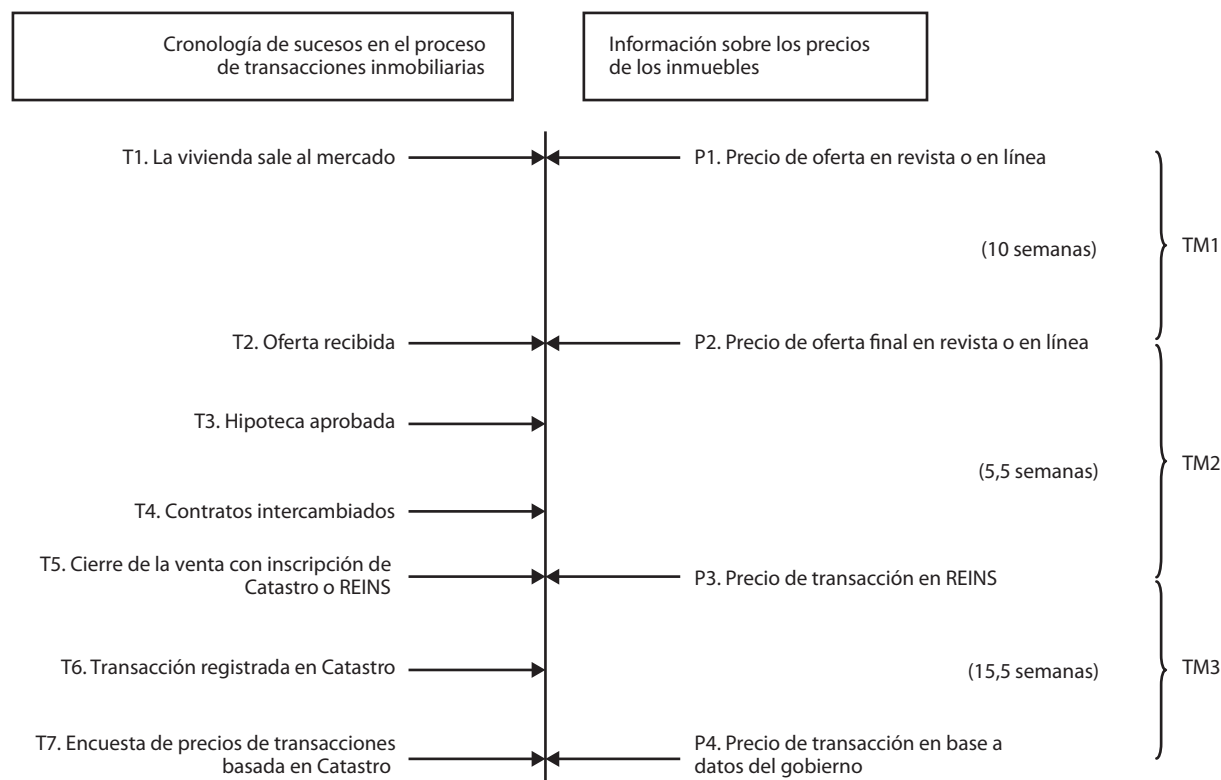 Cronología de sucesos en el proceso
de transacciones inmobiliarias
Información sobre los precios
de los inmuebles
T1. La vivienda sale al mercado
P1. Precio de oferta en revista o en línea
(10 semanas)
TM1
T2. Oferta recibida
P2. Precio de oferta final en revista o en línea
T3. Hipoteca aprobada
(5,5 semanas)
TM2
T4. Contratos intercambiados
T5. Cierre de la venta con inscripción de
Catastro o REINS
P3. Precio de transacción en REINS
T6. Transacción registrada en Catastro
(15,5 semanas)
TM3
T7. Encuesta de precios de transacciones
basada en Catastro
P4. Precio de transacción en base a
datos del gobierno